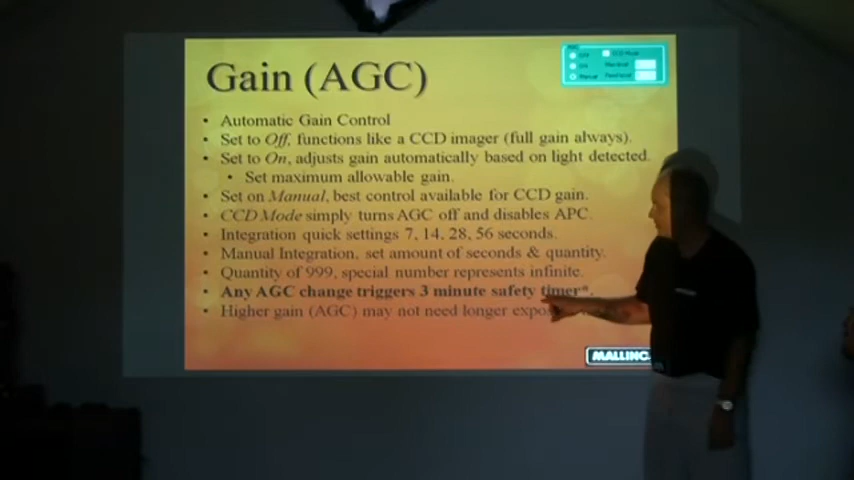 Gain (AGC)
• Automatic Gain Control
• Set to Off, functions like a CCD imager (full gain always).
• Set to On, adjusts gain automatically based on light detected.
• Set maximum allowable gain.
• Set on Manual, best control available for CCD gain.
• CCD Mode simply turns AGC off and disables APC.
• Integration quick settings 7, 14, 28, 56 seconds.
• Manual Integration, set amount of seconds & quantity.
• Quantity of 999, special number represents infinite.
• Any AGC change triggers 3 minute safety timer*.
• Higher gain (AGC) may not need longer
MALLINC
Manual